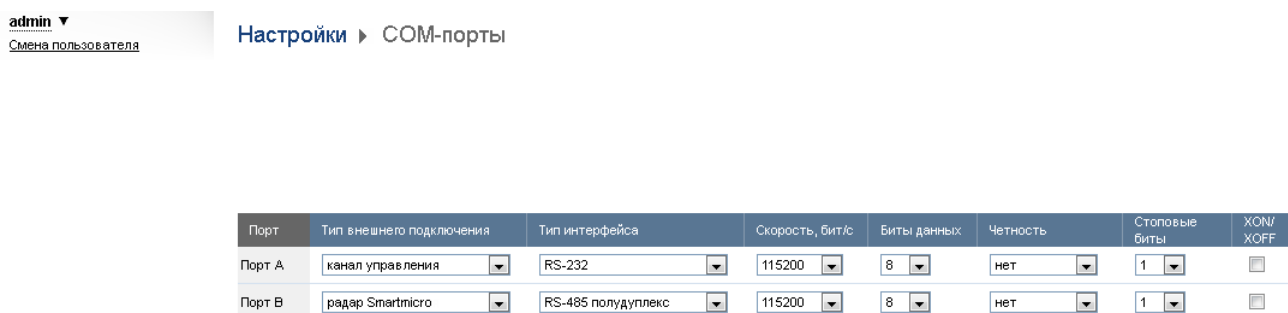 admin ▼
Смена пользователя
Настройки ▸ COM-порты
Порт Тип внешнего подключения Тип интерфейса Скорость, бит/с Биты данных Четность Стоповые биты XON/XOFF
Порт A канал управления RS-232 115200 8 нет 1
Порт B радар Smartmicro RS-485 полудуплекс 115200 8 нет 1